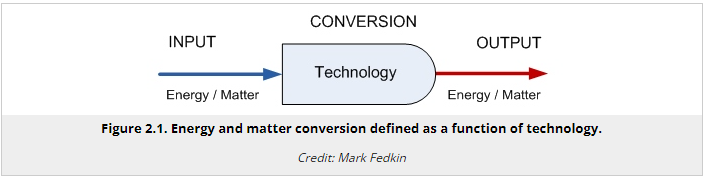 CONVERSION
INPUT
OUTPUT
Technology
Energy / Matter
Energy / Matter
Figure 2.1. Energy and matter conversion defined as a function of technology.
Credit: Mark Fedkin